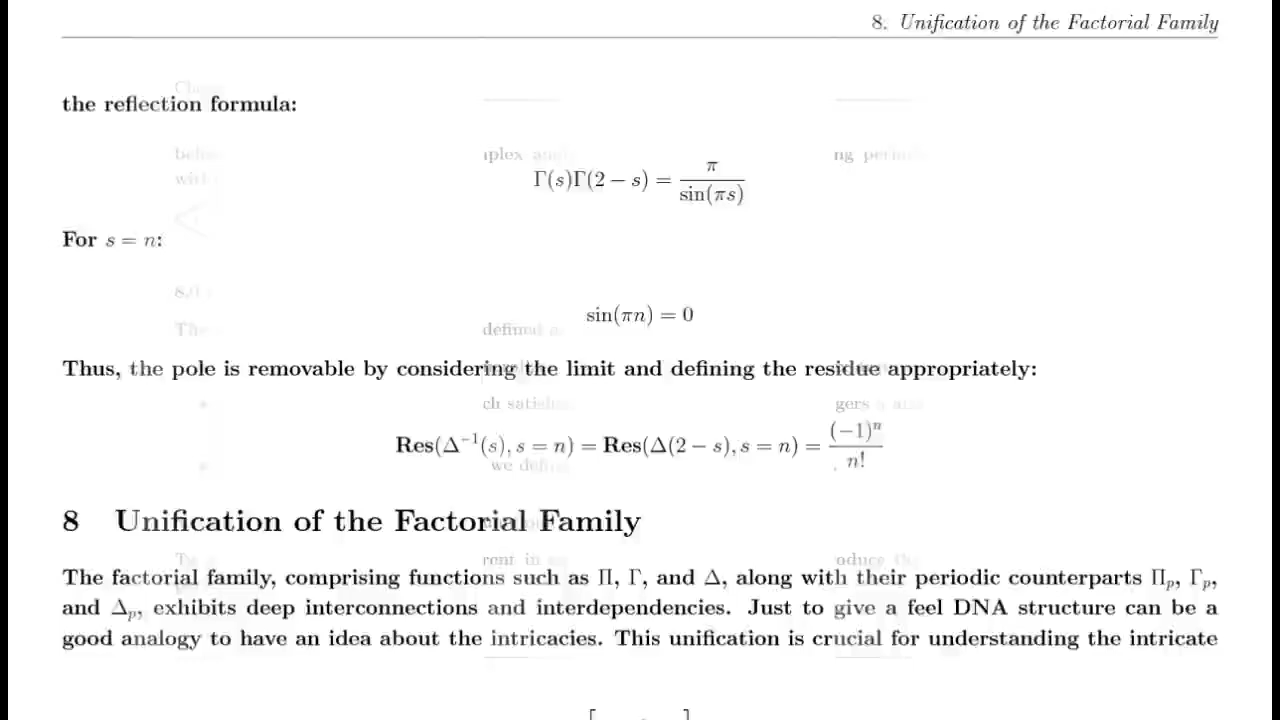 8. Unification of the Factorial Family
the reflection formula:
Γ(s)Γ(2 − s) = π / sin(πs)
For s = n:
sin(πn) = 0
Thus, the pole is removable by considering the limit and defining the residue appropriately:
Res(Δ⁻¹(s), s = n) = Res(Δ(2 − s), s = n) = (−1)ⁿ / n!
8 Unification of the Factorial Family
The factorial family, comprising functions such as Π, Γ, and Δ, along with their periodic counterparts Πₚ, Γₚ,
and Δₚ, exhibits deep interconnections and interdependencies. Just to give a feel DNA structure can be a
good analogy to have an idea about the intricacies. This unification is crucial for understanding the intricate